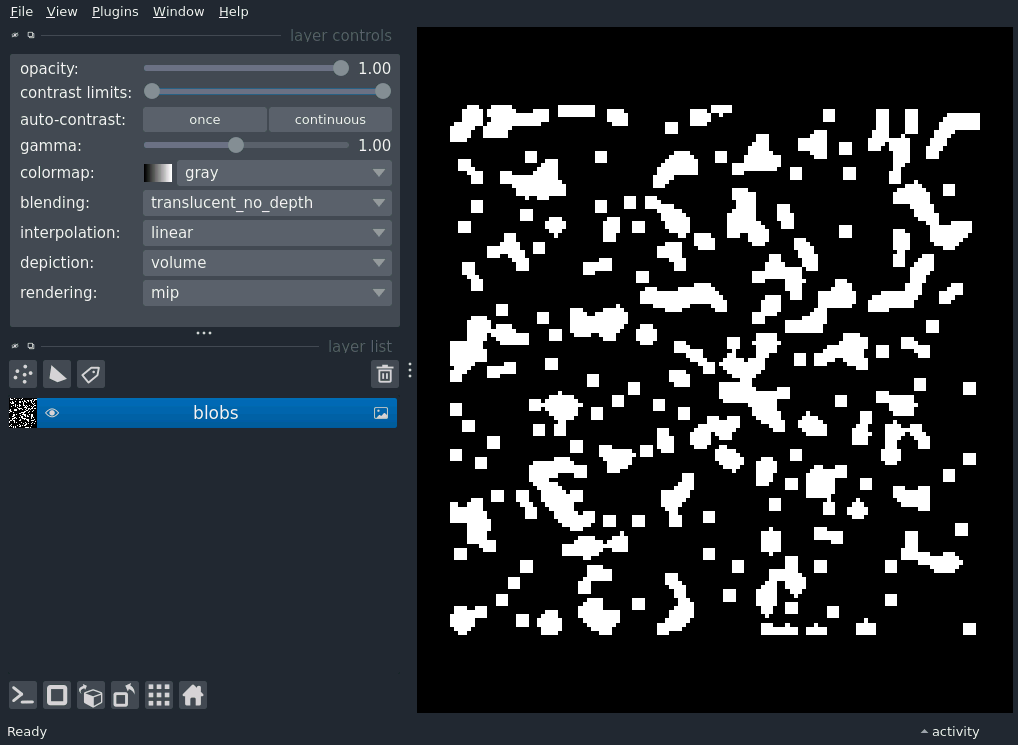 File View Plugins Window Help
layer controls
opacity: 1.00
contrast limits:
auto-contrast: once continuous
gamma: 1.00
colormap: gray
blending: translucent_no_depth
interpolation: linear
depiction: volume
rendering: mip
layer list
blobs
Ready activity